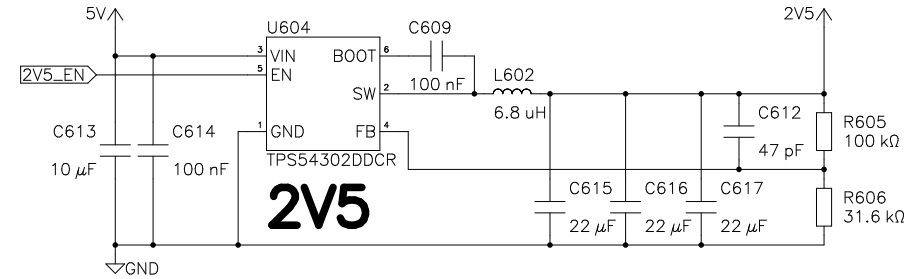 5V
2V5
U604
C609
3
VIN
BOOT
6
5
EN
2V5_EN
100 nF
L602
SW
2
6.8 uH
C613
C614
1
GND
FB
4
C612
R605
100 kΩ
10 µF
100 nF
TPS54302DDCR
47 pF
2V5
C615
C616
C617
R606
31.6 kΩ
22 µF
22 µF
22 µF
GND